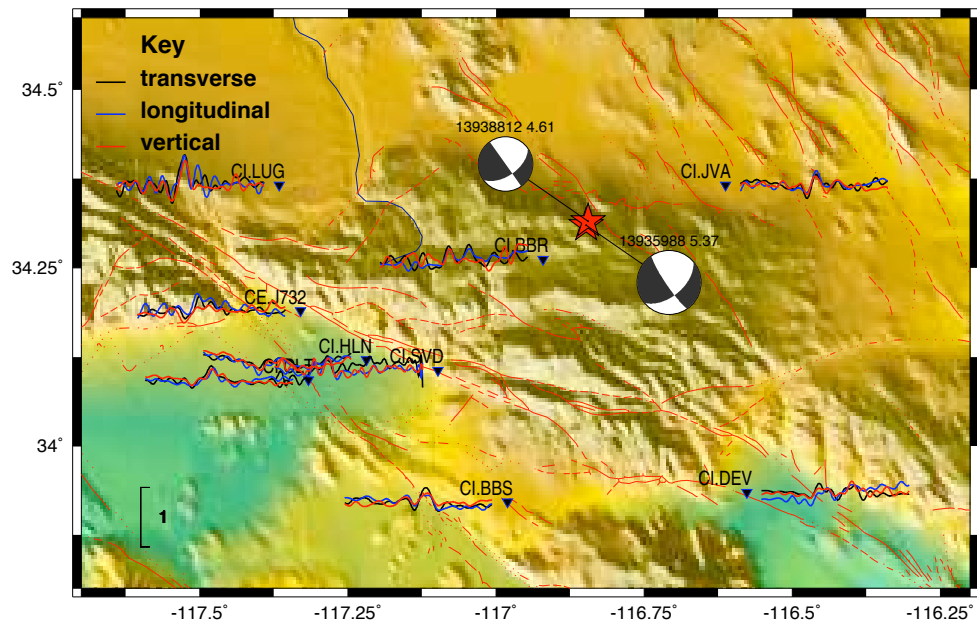 Key
transverse
longitudinal
vertical
34.5°
34.25°
34°
13938812 4.61
CI.LUG
CI.JVA
CI.BBR
13935988 5.37
CE.J732
CI.HLN
CI.SVD
CI.CLT
CI.BBS
CI.DEV
1
-117.5°
-117.25°
-117°
-116.75°
-116.5°
-116.25°